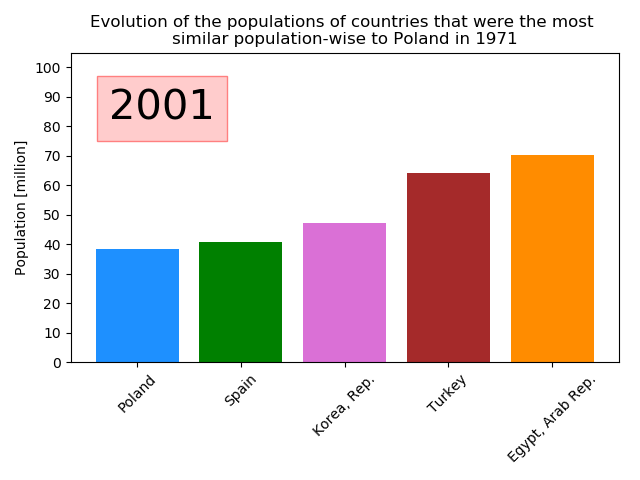 Evolution of the populations of countries that were the most
similar population-wise to Poland in 1971
2001
Population [million]
100
90
80
70
60
50
40
30
20
10
0
Poland
Spain
Korea, Rep.
Turkey
Egypt, Arab Rep.